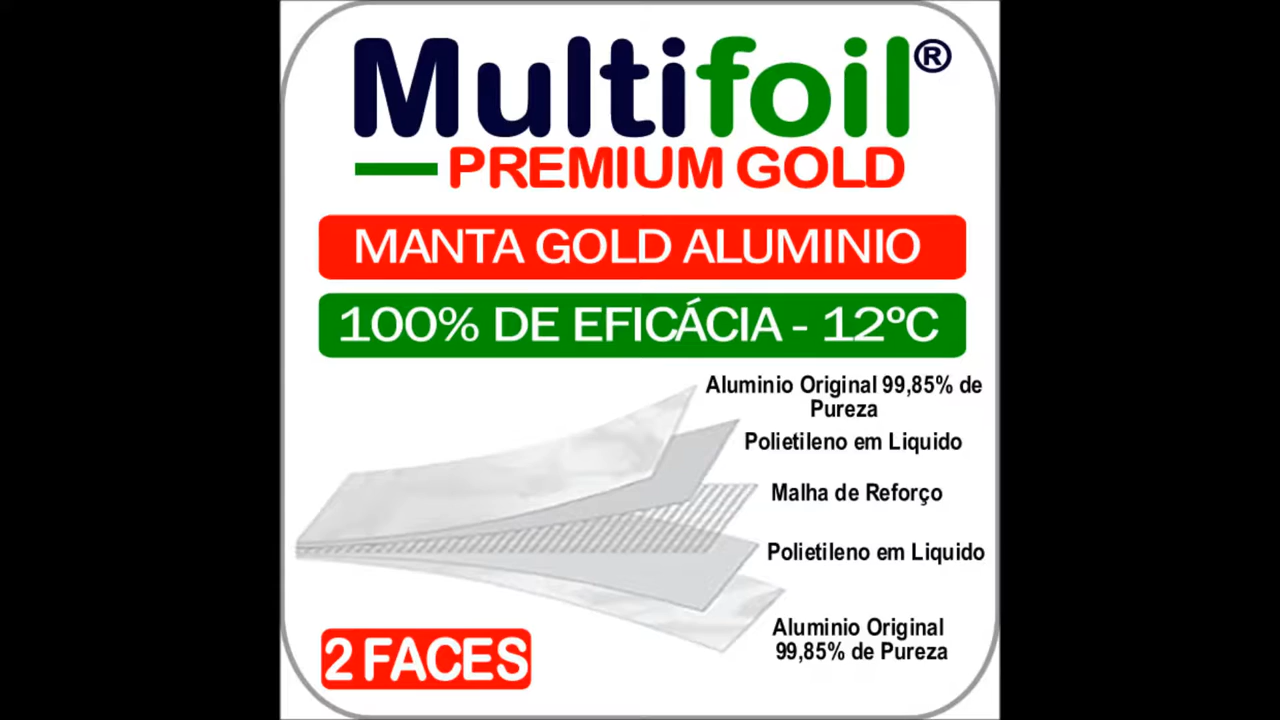 Multifoil®
PREMIUM GOLD
MANTA GOLD ALUMINIO
100% DE EFICÁCIA - 12ºC
Aluminio Original 99,85% de
Pureza
Polietileno em Liquido
Malha de Reforço
Polietileno em Liquido
Aluminio Original
99,85% de Pureza
2 FACES